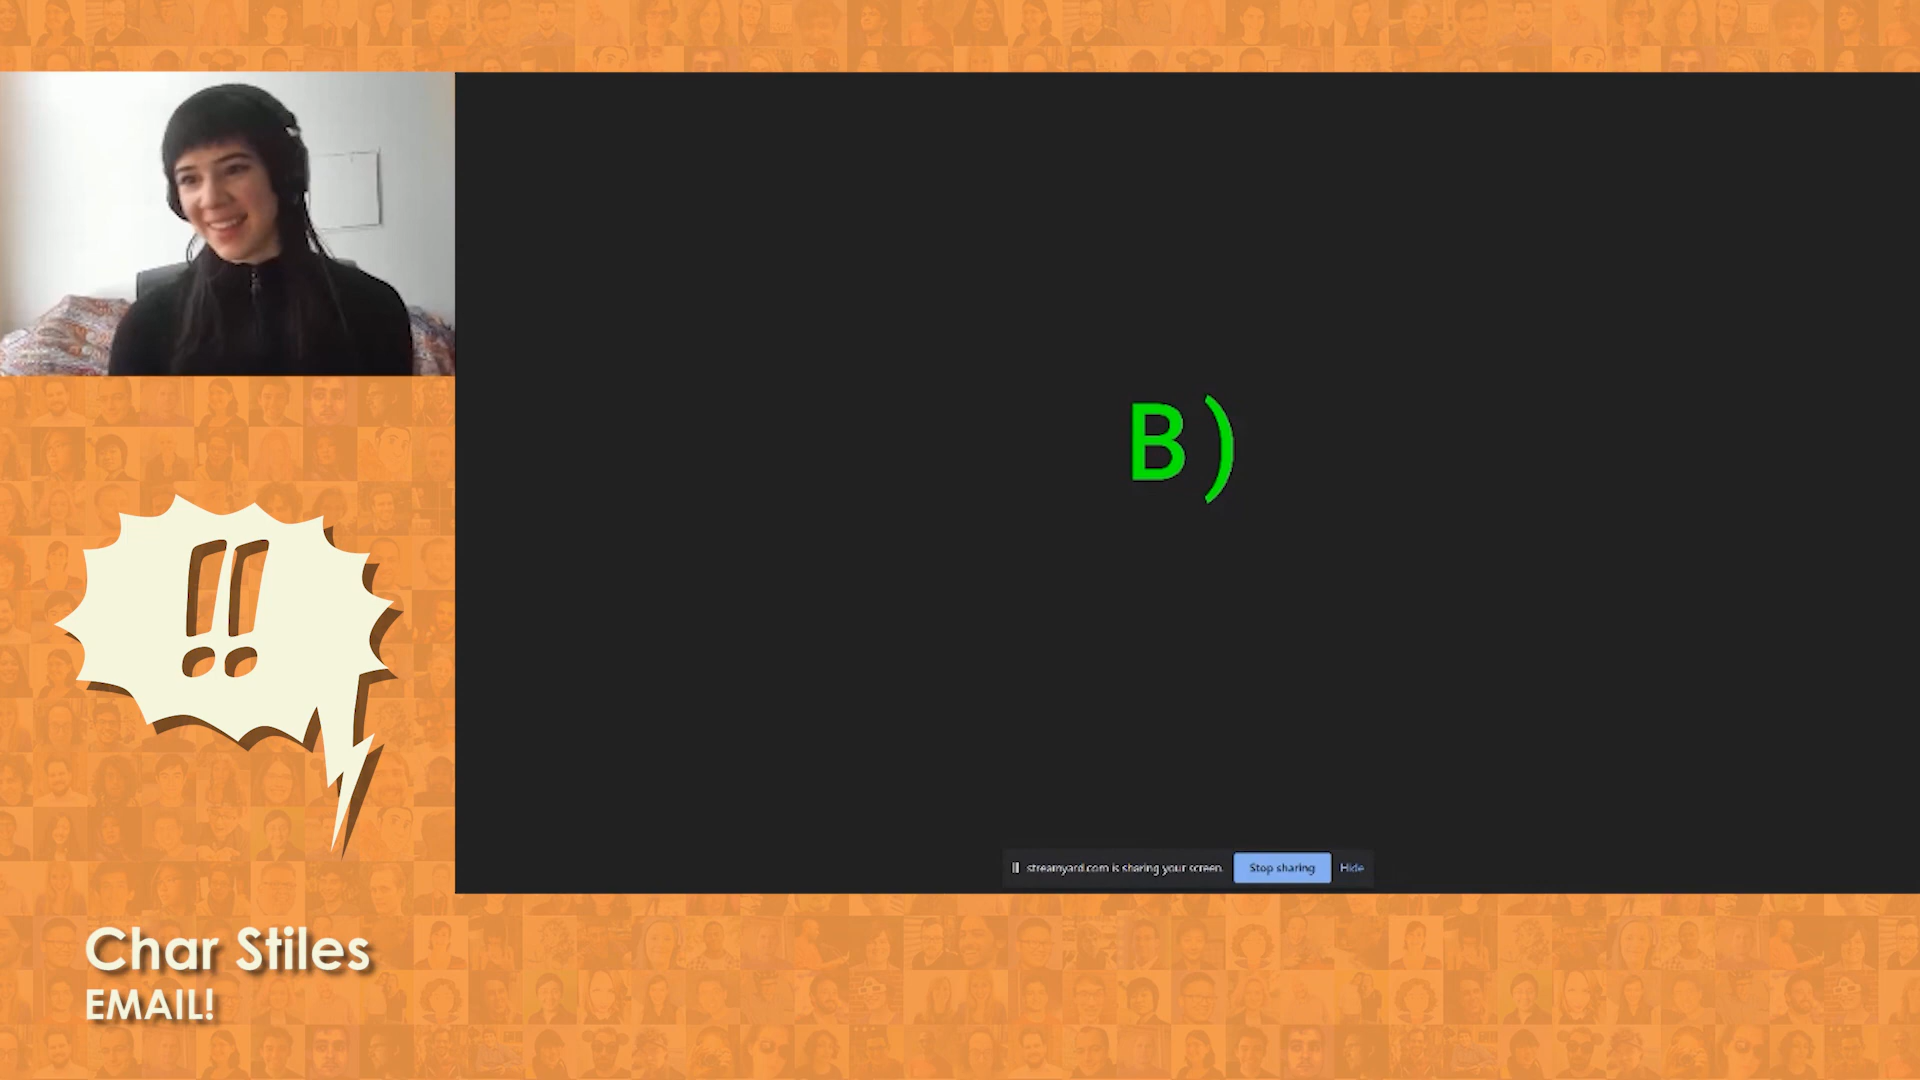 B)
!!
streamyard.com is sharing your screen.
Stop sharing
Hide
Char Stiles
EMAIL!